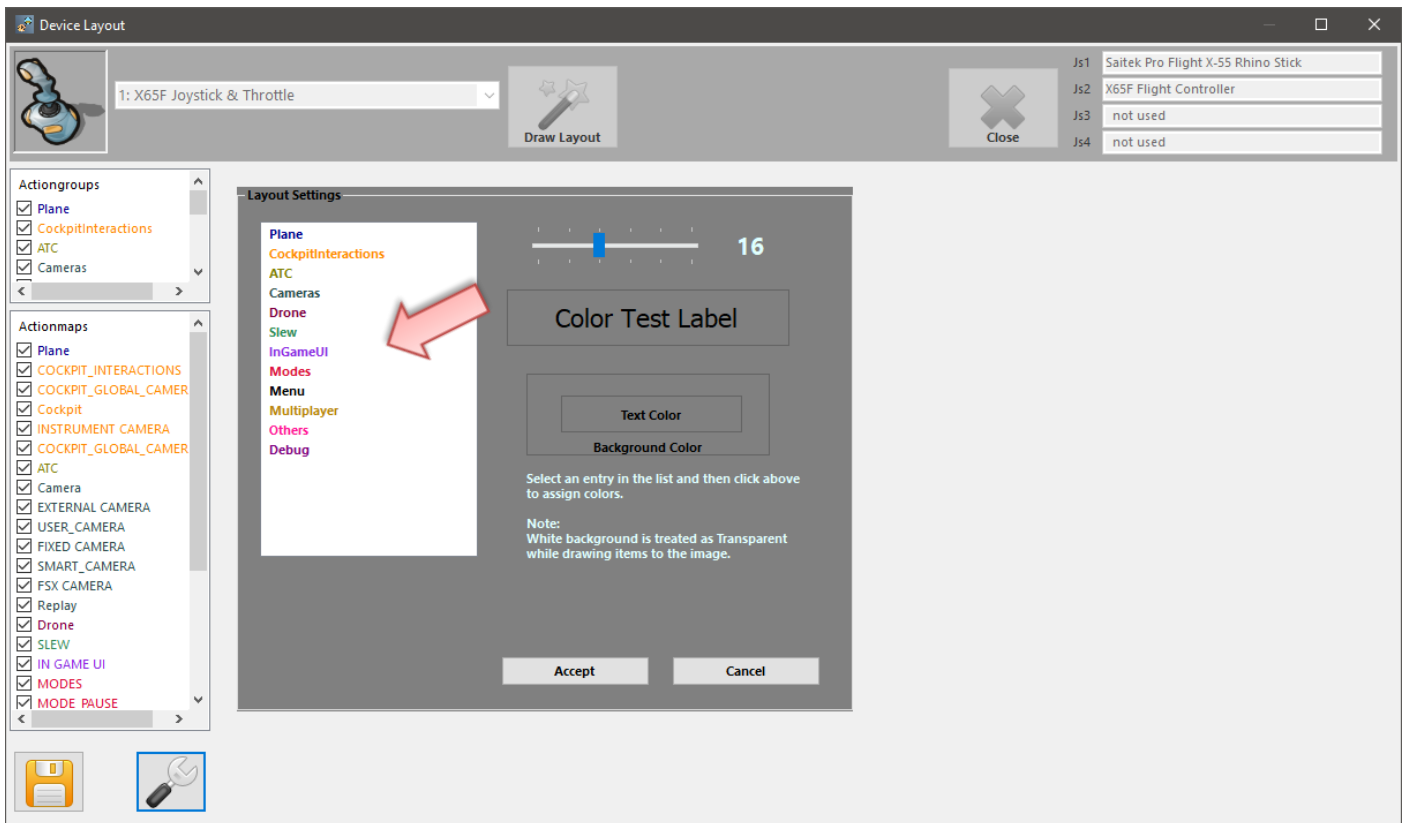 Device Layout
1: X65F Joystick & Throttle
Draw Layout
Close
Js1 Saitek Pro Flight X-55 Rhino Stick
Js2 X65F Flight Controller
Js3 not used
Js4 not used
Actiongroups
Plane
CockpitInteractions
ATC
Cameras
Actionmaps
Plane
COCKPIT_INTERACTIONS
COCKPIT_GLOBAL_CAMER
Cockpit
INSTRUMENT CAMERA
COCKPIT_GLOBAL_CAMER
ATC
Camera
EXTERNAL CAMERA
USER_CAMERA
FIXED CAMERA
SMART_CAMERA
FSX CAMERA
Replay
Drone
SLEW
IN GAME UI
MODES
MODE PAUSE
Layout Settings
Plane
CockpitInteractions
ATC
Cameras
Drone
Slew
InGameUI
Modes
Menu
Multiplayer
Others
Debug
16
Color Test Label
Text Color
Background Color
Select an entry in the list and then click above
to assign colors.
Note:
White background is treated as Transparent
while drawing items to the image.
Accept
Cancel